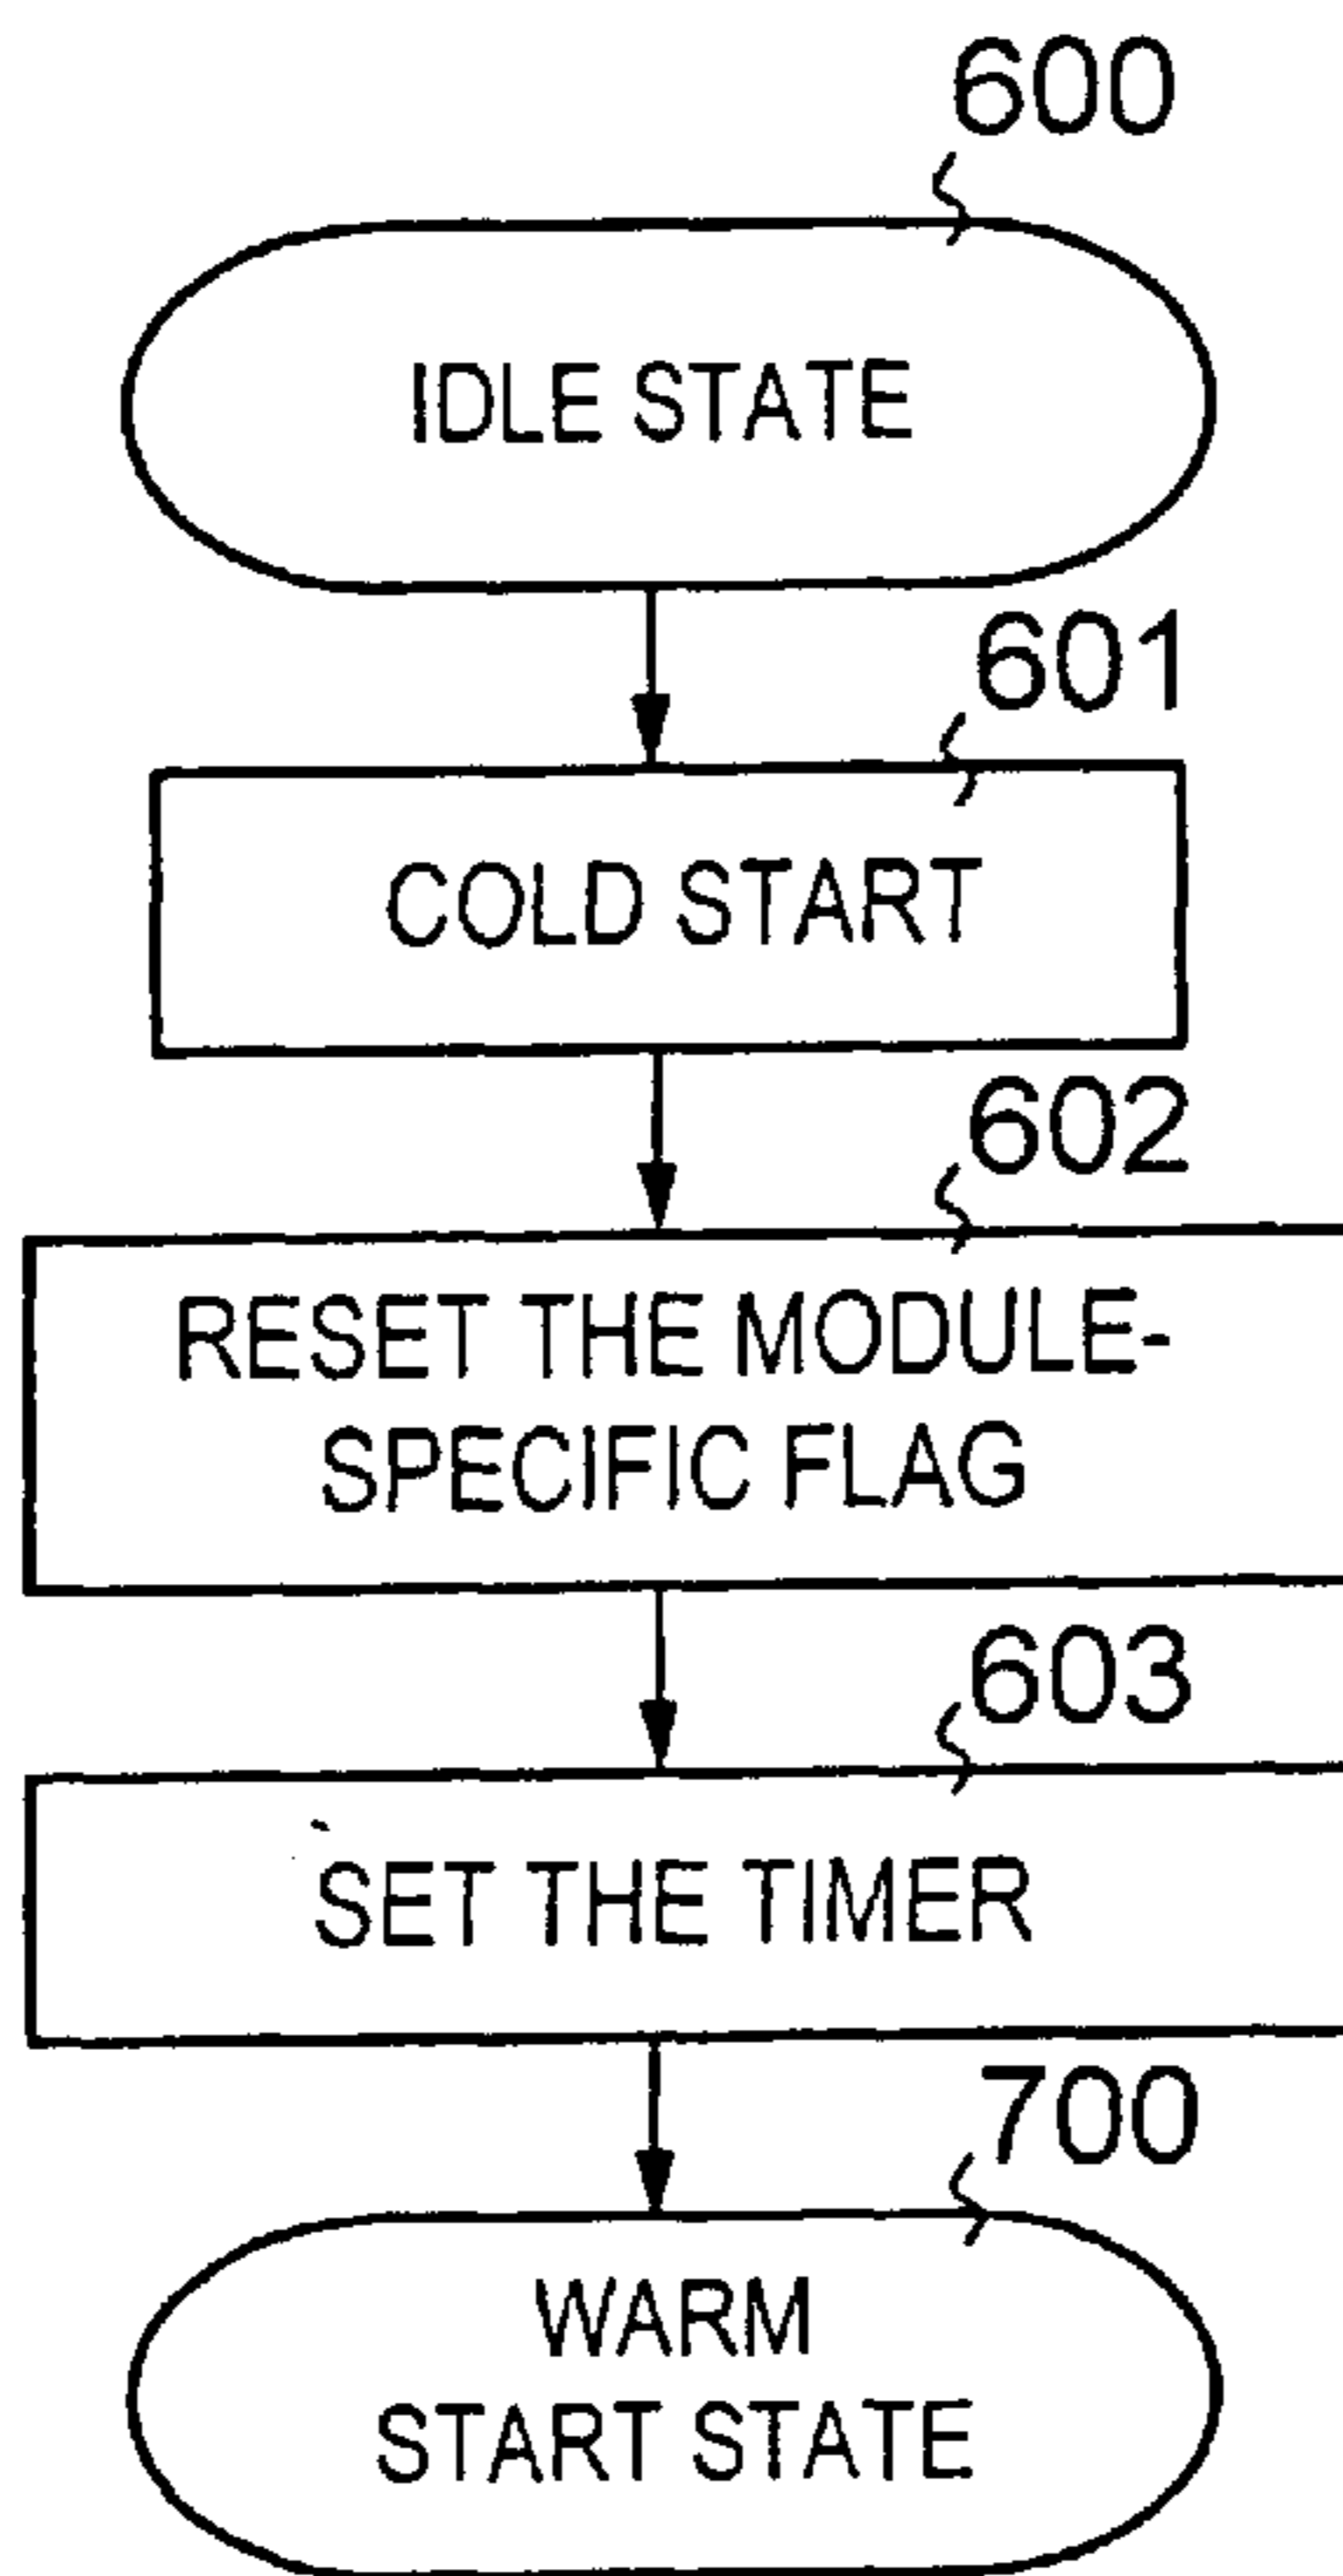 600
IDLE STATE
601
COLD START
602
RESET THE MODULE-
SPECIFIC FLAG
603
SET THE TIMER
700
WARM
START STATE